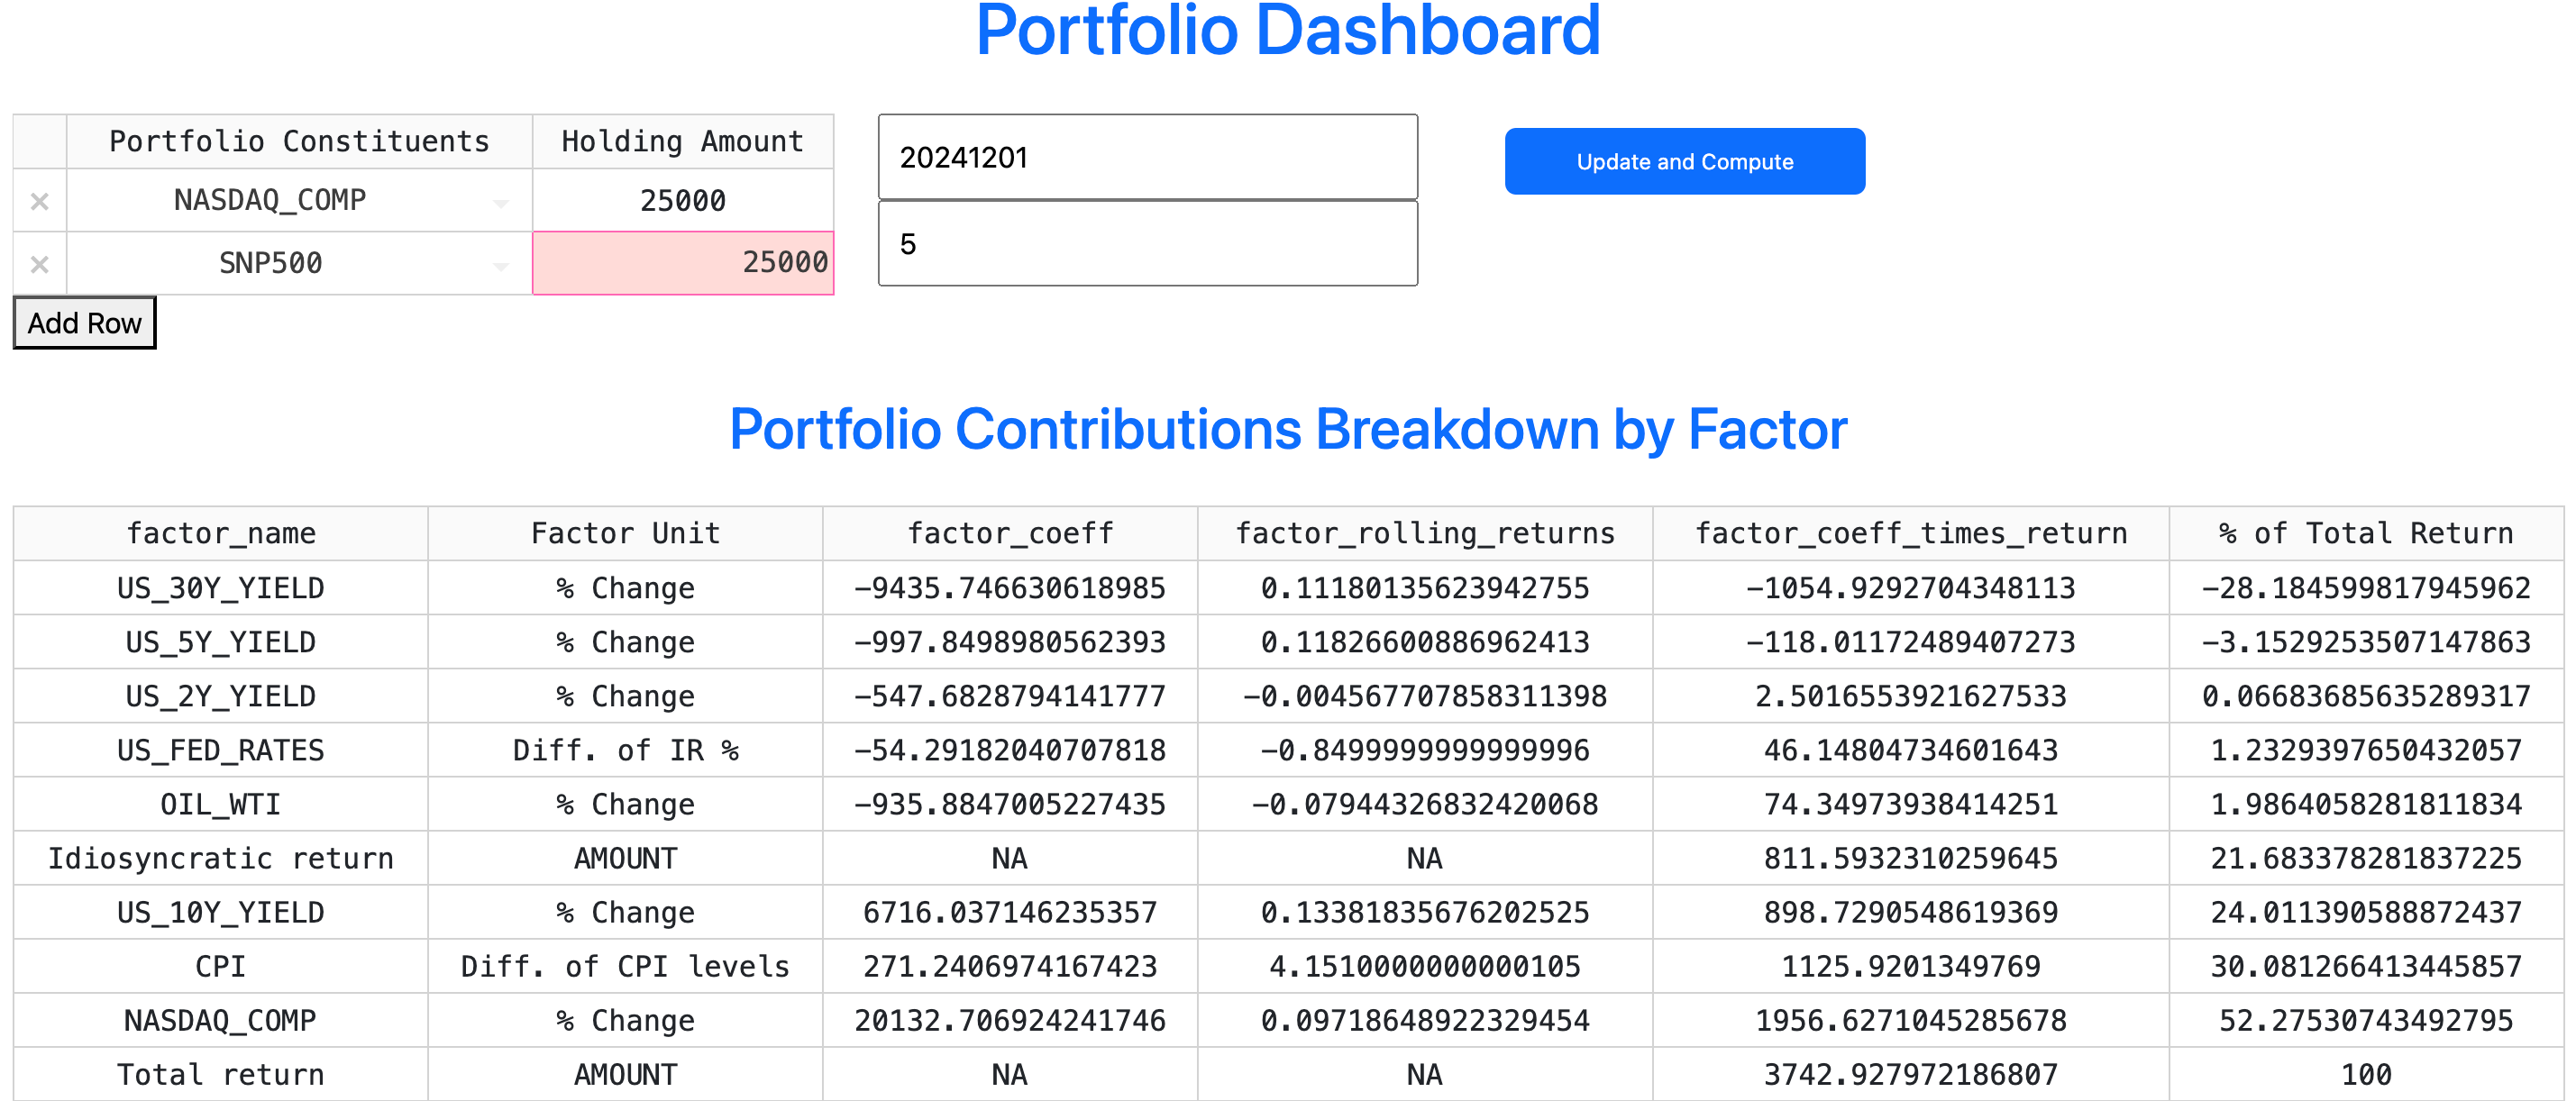 Portfolio Dashboard
Portfolio Constituents Holding Amount
× NASDAQ_COMP 25000
× SNP500 25000
Add Row
20241201
5
Update and Compute
Portfolio Contributions Breakdown by Factor
factor_name Factor Unit factor_coeff factor_rolling_returns factor_coeff_times_return % of Total Return
US_30Y_YIELD % Change -9435.746630618985 0.11180135623942755 -1054.9292704348113 -28.184599817945962
US_5Y_YIELD % Change -997.8498980562393 0.11826600886962413 -118.01172489407273 -3.1529253507147863
US_2Y_YIELD % Change -547.6828794141777 -0.004567707858311398 2.5016553921627533 0.06683685635289317
US_FED_RATES Diff. of IR % -54.29182040707818 -0.8499999999999996 46.14804734601643 1.2329397650432057
OIL_WTI % Change -935.8847005227435 -0.07944326832420068 74.34973938414251 1.9864058281811834
Idiosyncratic return AMOUNT NA NA 811.5932310259645 21.683378281837225
US_10Y_YIELD % Change 6716.037146235357 0.13381835676202525 898.7290548619369 24.011390588872437
CPI Diff. of CPI levels 271.2406974167423 4.1510000000000105 1125.9201349769 30.081266413445857
NASDAQ_COMP % Change 20132.706924241746 0.09718648922329454 1956.6271045285678 52.27530743492795
Total return AMOUNT NA NA 3742.927972186807 100